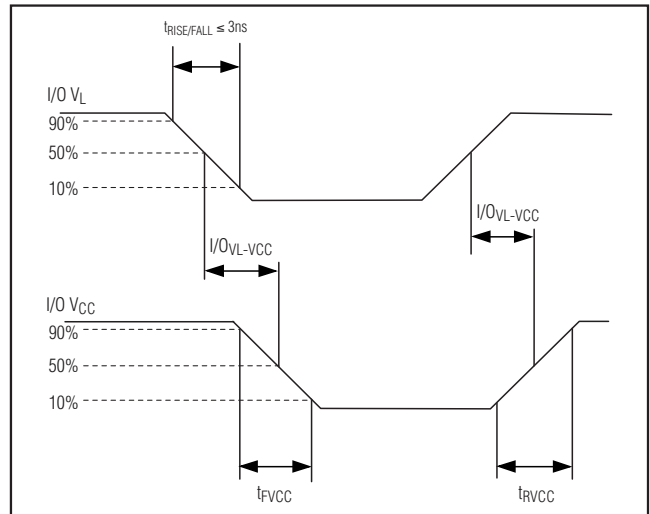 tRISE/FALL ≤ 3ns
I/O VL
90%
50%
10%
I/OVL-VCC
I/OVL-VCC
I/O VCC
90%
50%
10%
tFVCC
tRVCC